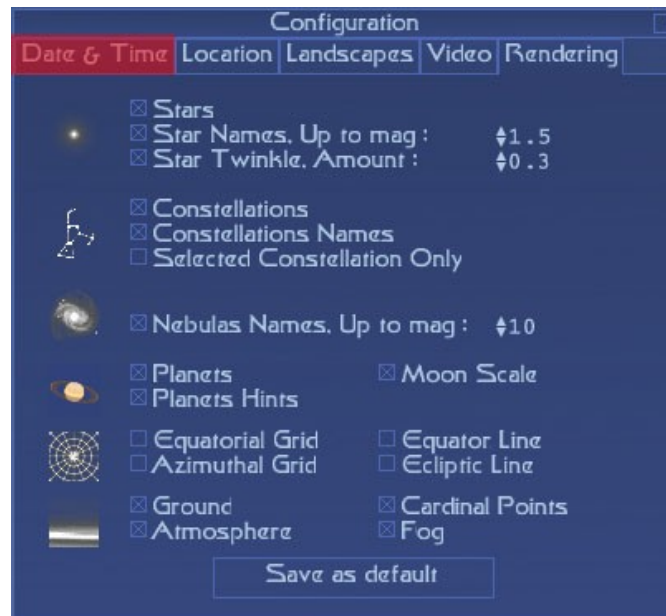 Configuration
Date & Time Location Landscapes Video Rendering
Stars
Star Names, Up to mag : 1.5
Star Twinkle, Amount : 0.3
Constellations
Constellations Names
Selected Constellation Only
Nebulas Names, Up to mag : 10
Planets Moon Scale
Planets Hints
Equatorial Grid Equator Line
Azimuthal Grid Ecliptic Line
Ground Cardinal Points
Atmosphere Fog
Save as default